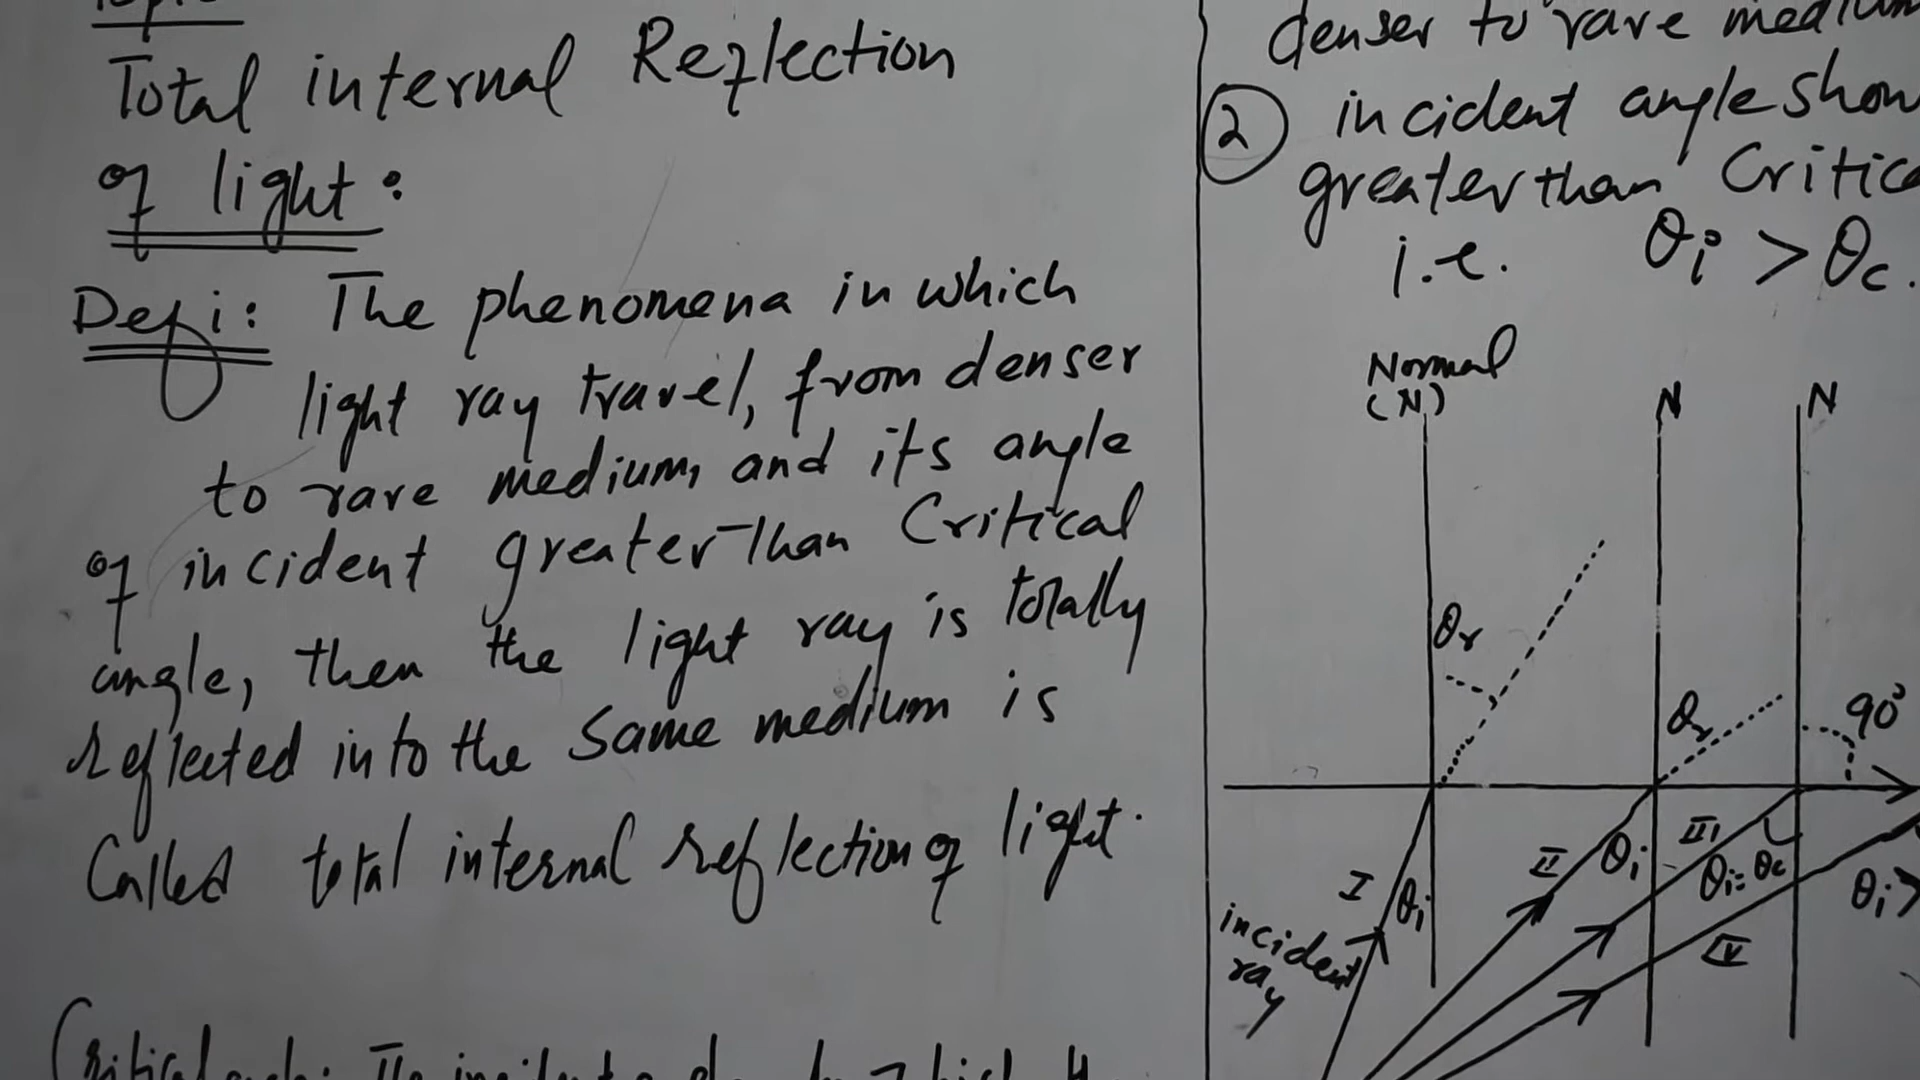 Topic
Total internal Reflection
of light:
Defi: The phenomena in which
light ray travel, from denser
to rare medium, and its angle
of incident greater than Critical
angle, then the light ray is totally
reflected into the same medium is
Called total internal reflection of light.
denser to rare medium
2 incident angle
greater than Critic
i.e. θi > θc.
Normal
(N)
N
N
θr
θr
90°
I
θi
II
θi
III
θi = θc
IV
θi >
incident
ray